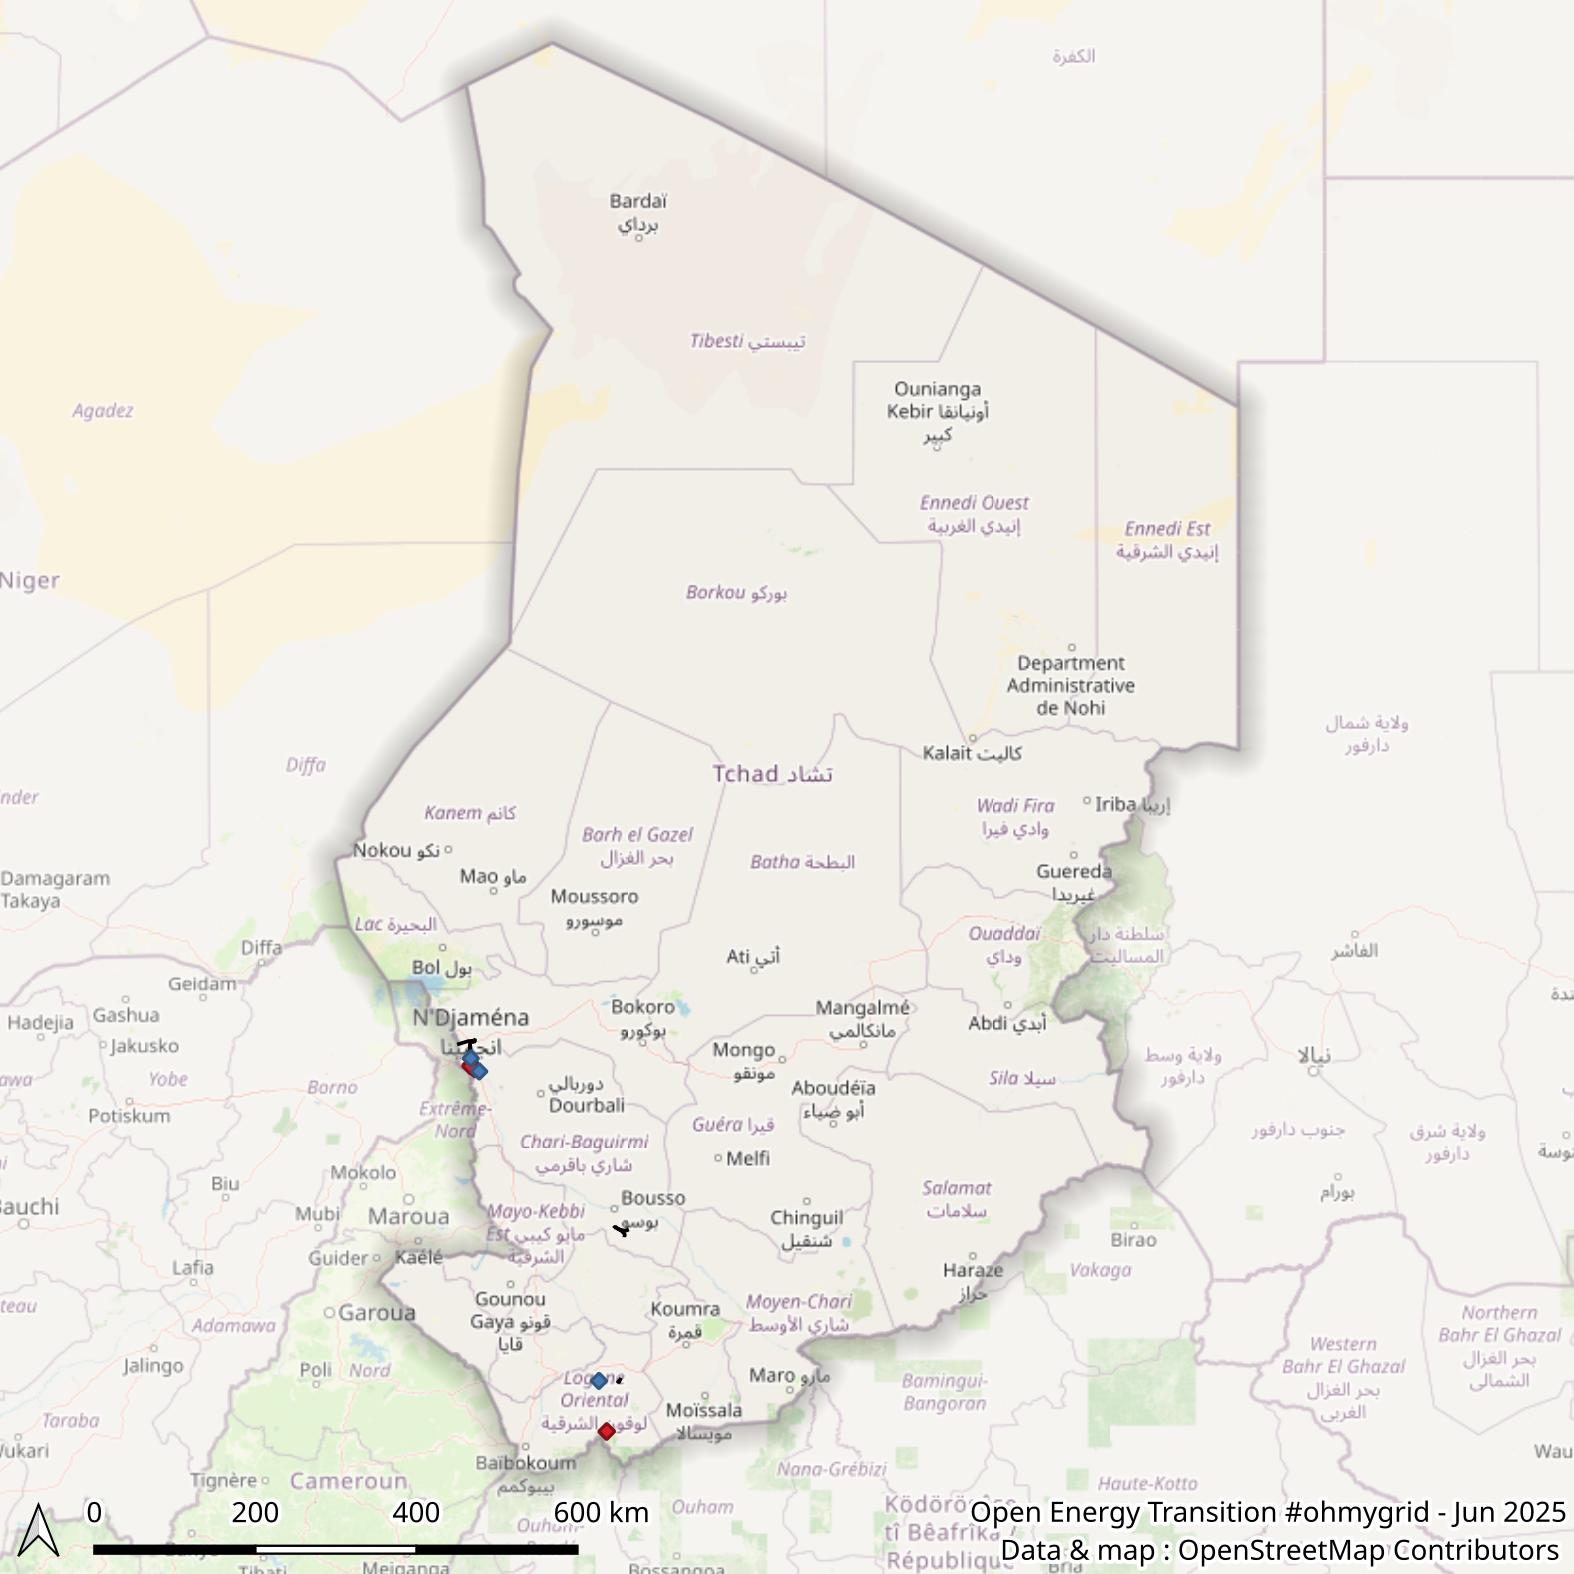 الكفرة
Bardaï
برداي
Tibesti تيبستي
Agadez
Ounianga
Kebir أونيانقا
كبير
Ennedi Ouest
إنيدي الغربية
Ennedi Est
إنيدي الشرقية
Niger
Borkou بوركو
Department
Administrative
de Nohi
ولاية شمال
دارفور
Kalait كاليت
Tchad تشاد
Diffa
nder
Kanem كانم
Wadi Fira
وادي فيرا
Iriba إريبا
Barh el Gazel
بحر الغزال
Nokou نكو
Batha البطحة
Mao ماو
Guereda
غيريدا
Damagaram
Takaya
Moussoro
موسورو
Lac البحيرة
Ouaddaï
وداي
سلطنة دار
المساليت
Diffa
الفاشر
Ati أتي
Bol بول
Geidam
Hadejia
Gashua
N'Djaména
Bokoro
بوكورو
Mangalmé
مانكالمي
Abdi أبدي
Jakusko
Mongo
مونقو
ولاية وسط
دارفور
نيالا
Yobe
Borno
Potiskum
دوربالي
Dourbali
Aboudéïa
أبو ضياء
Sila سيلا
Extrême-
Nord
Guéra قيرا
Chari-Baguirmi
شاري باقرمي
Melfi
جنوب دارفور
ولاية شرق
دارفور
Mokolo
Biu
Bauchi
Mubi
Maroua
Mayo-Kebbi
Est مايو كيبي
الشرقية
Bousso
بوسو
Chinguil
شنقيل
Salamat
سلامات
بورام
Birao
Guider
Kaélé
Lafia
Haraze
حراز
Vakaga
Gounou
Gaya قونو
قايا
Koumra
قمرة
Moyen-Chari
شاري الأوسط
Garoua
Adamawa
Northern
Bahr El Ghazal
بحر الغزال
الشمالي
Western
Bahr El Ghazal
بحر الغزال
الغربي
Jalingo
Poli
Nord
Logone
Oriental
لوقون الشرقية
Maro مارو
Bamingui-
Bangoran
Taraba
Wukari
Moïssala
مويسالا
Wau
Baïbokoum
بيبوكمم
Nana-Grébizi
Haute-Kotto
Tignère
Cameroun
Ouham
0 200 400 600 km
Open Energy Transition #ohmygrid - Jun 2025
Data & map : OpenStreetMap Contributors